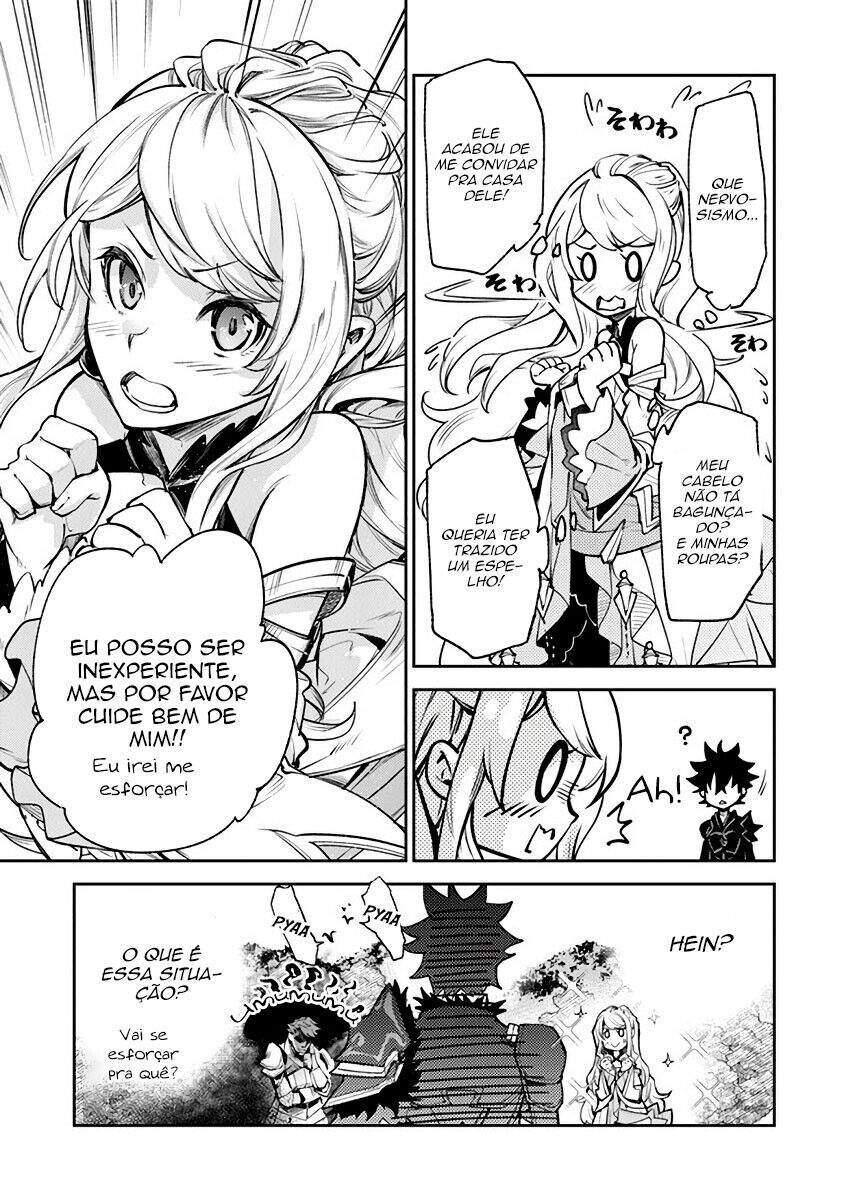 そわわ
QUE
NERVO-
SISMO...
ELE
ACABOU DE
ME CONVIDAR
PRA CASA
DELE!
そわ
そわ
MEU
CABELO
NÃO TÁ
BAGUNÇA-
DO?
E MINHAS
ROUPAS?
EU
QUERIA TER
TRAZIDO
UM ESPE-
LHO!
?
Ah!
EU POSSO SER
INEXPERIENTE,
MAS POR FAVOR
CUIDE BEM DE
MIM!!
Eu irei me
esforçar!
HEIN?
PYAA
PYAA
Umumumu
O QUE É
ESSA SITUA-
ÇÃO?
Vai se
esforçar
pra quê?